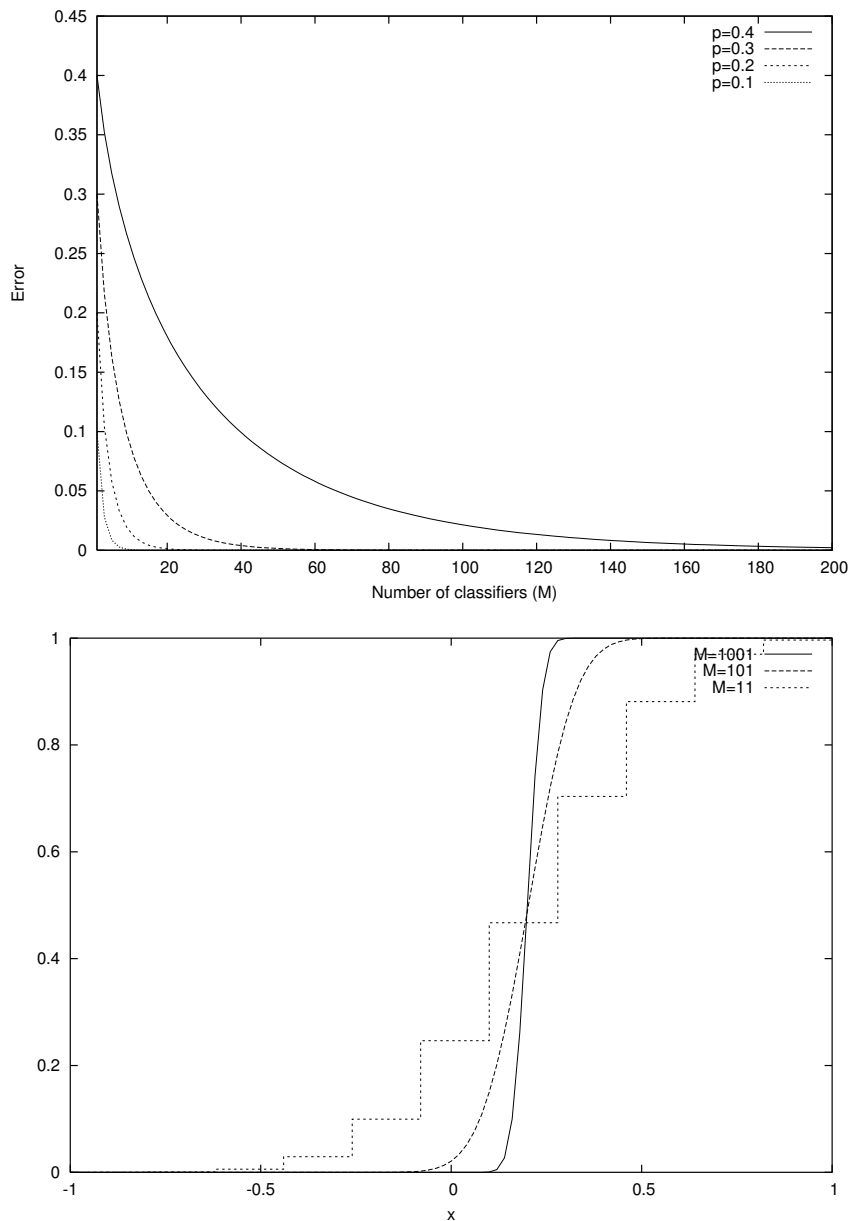 0.45
0.4
0.35
0.3
0.25
0.2
0.15
0.1
0.05
0
Error
p=0.4
p=0.3
p=0.2
p=0.1
20 40 60 80 100 120 140 160 180 200
Number of classifiers (M)
1
0.8
0.6
0.4
0.2
0
M=1001
M=101
M=11
-1 -0.5 0 0.5 1
x